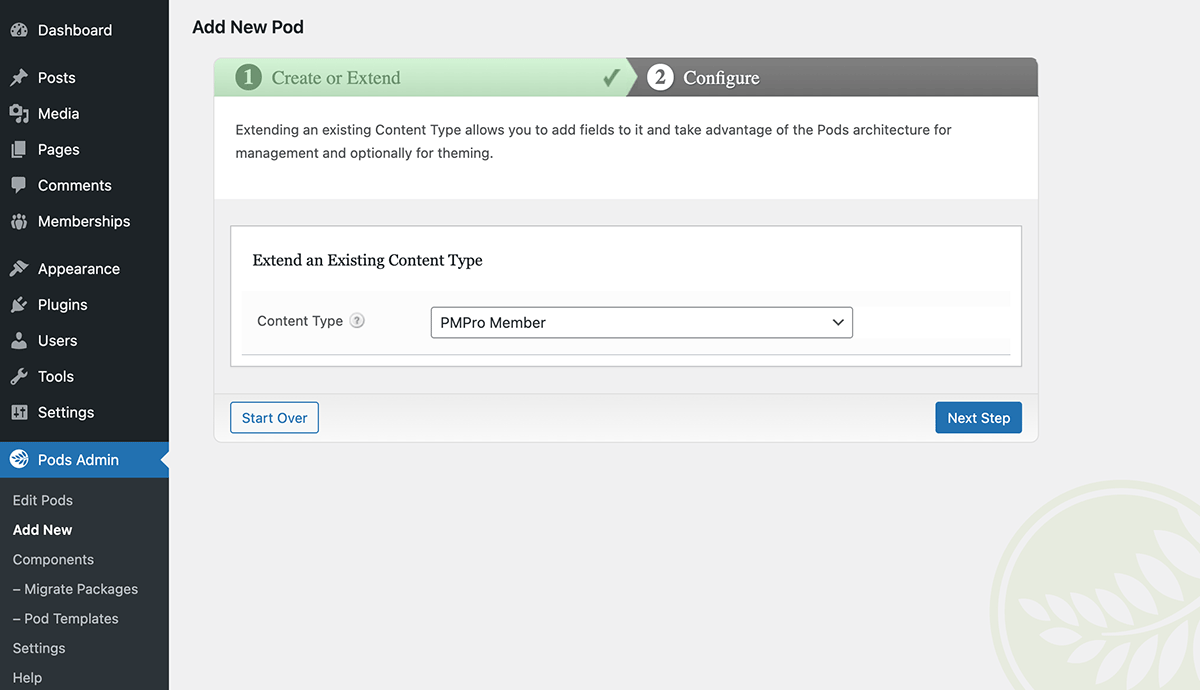 Dashboard
Posts
Media
Pages
Comments
Memberships
Appearance
Plugins
Users
Tools
Settings
Pods Admin
Edit Pods
Add New
Components
– Migrate Packages
– Pod Templates
Settings
Help
Add New Pod
1 Create or Extend ✓
2 Configure
Extending an existing Content Type allows you to add fields to it and take advantage of the Pods architecture for
management and optionally for theming.
Extend an Existing Content Type
Content Type ?
PMPro Member
Start Over
Next Step